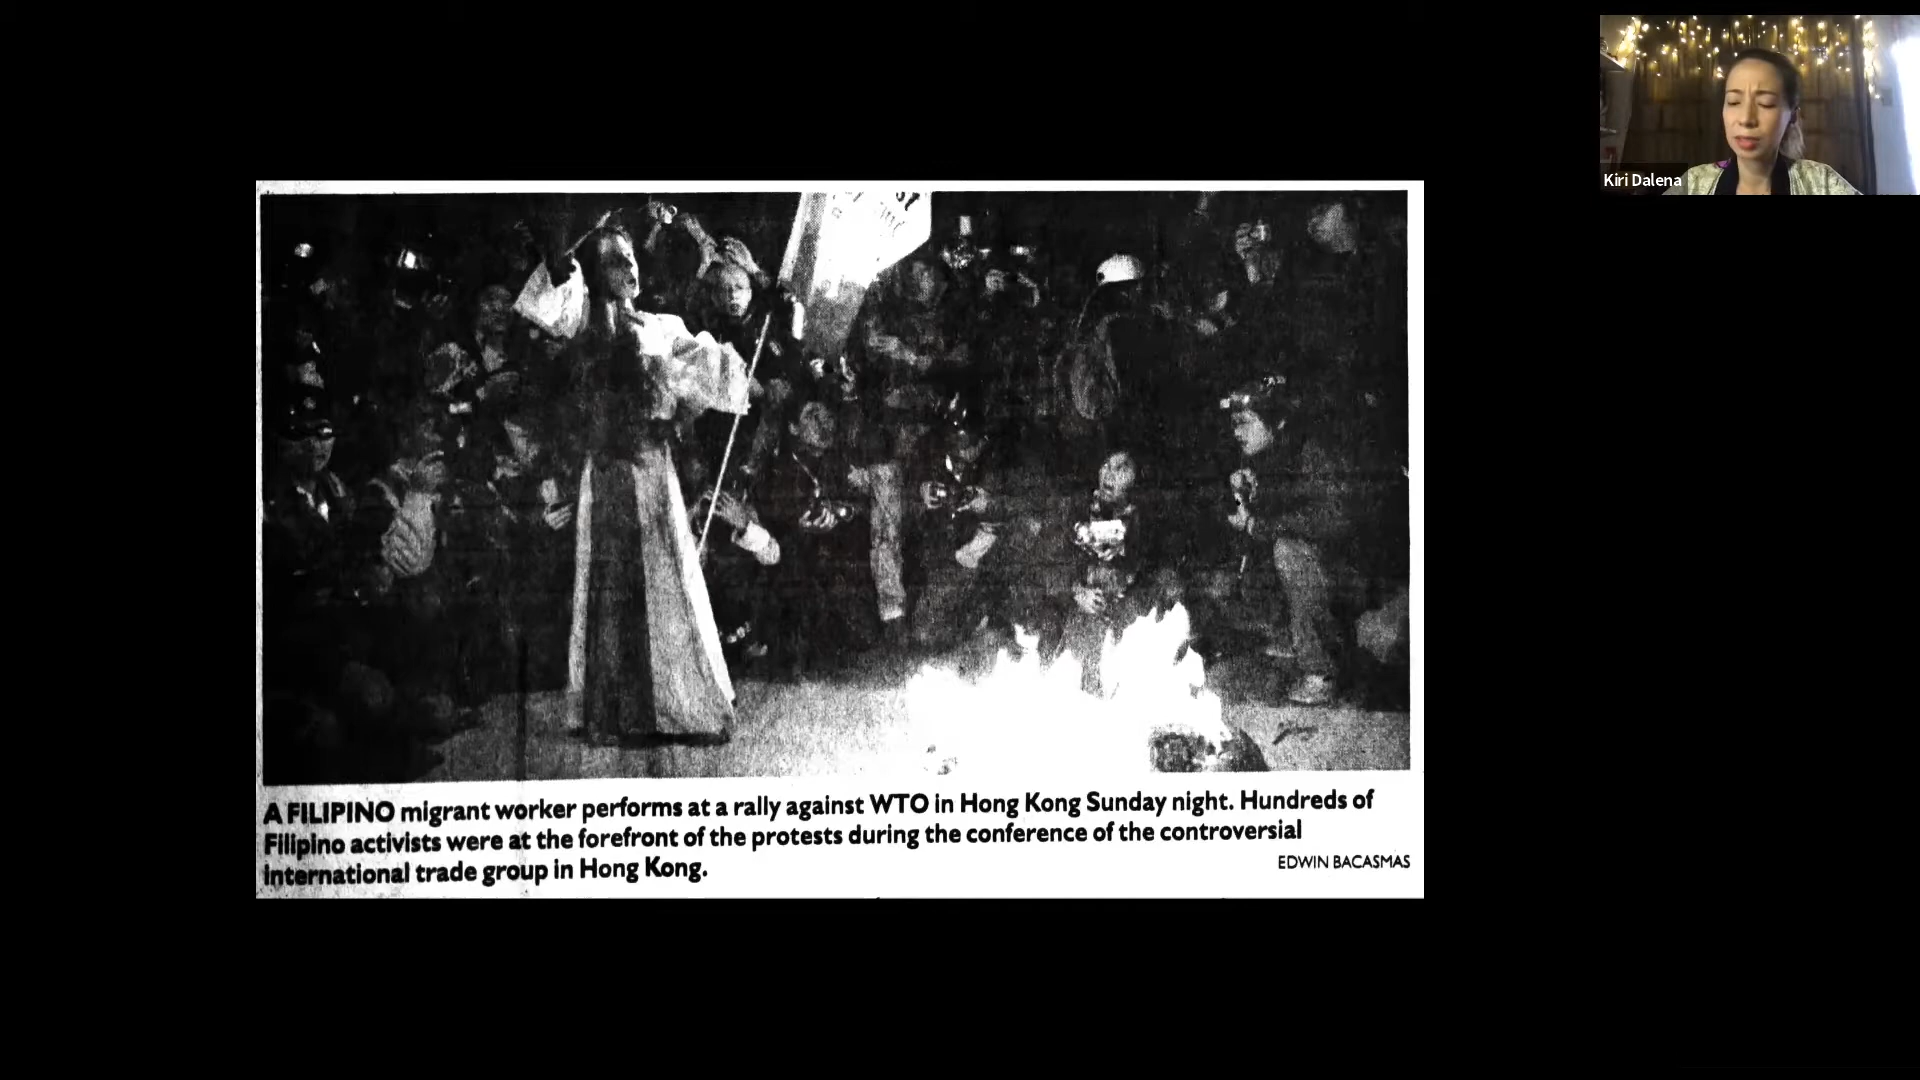 Kiri Dalena
A FILIPINO migrant worker performs at a rally against WTO in Hong Kong Sunday night. Hundreds of
Filipino activists were at the forefront of the protests during the conference of the controversial
international trade group in Hong Kong.
EDWIN BACASMAS